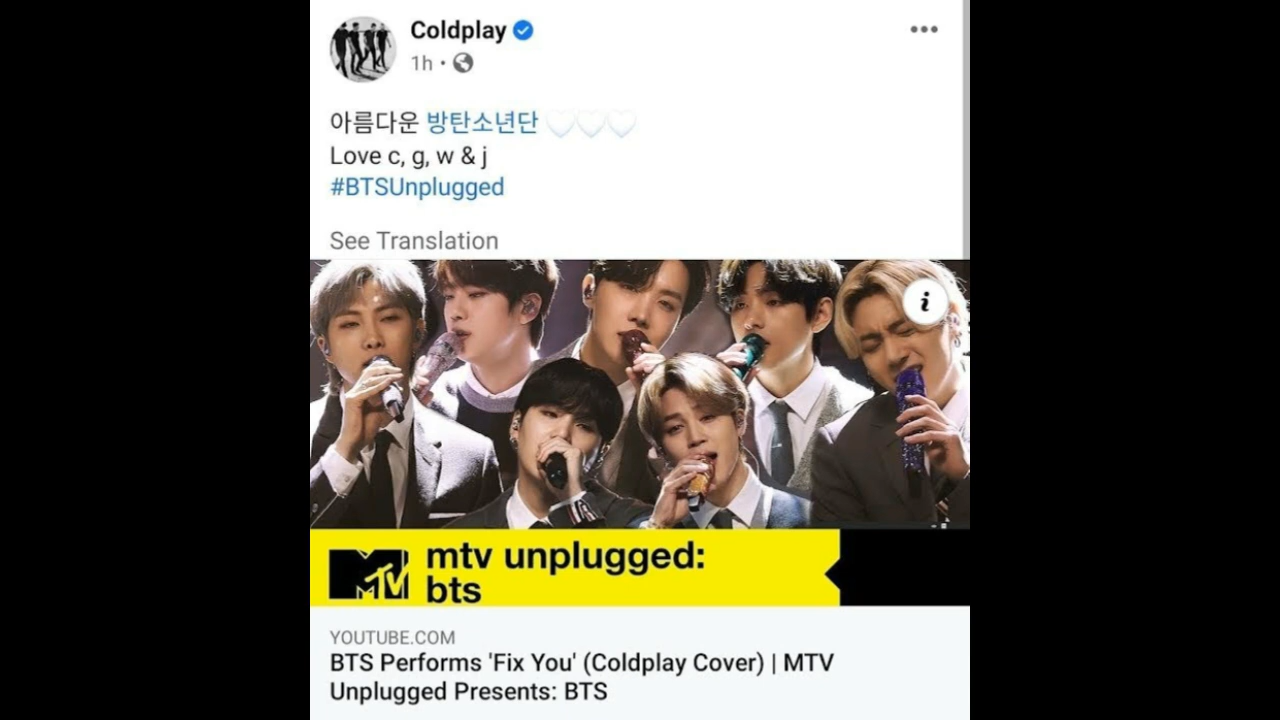 Coldplay
1h
아름다운 방탄소년단 🤍🤍🤍
Love c, g, w & j
#BTSUnplugged
See Translation
i
MTV
mtv unplugged:
bts
YOUTUBE.COM
BTS Performs 'Fix You' (Coldplay Cover) | MTV
Unplugged Presents: BTS